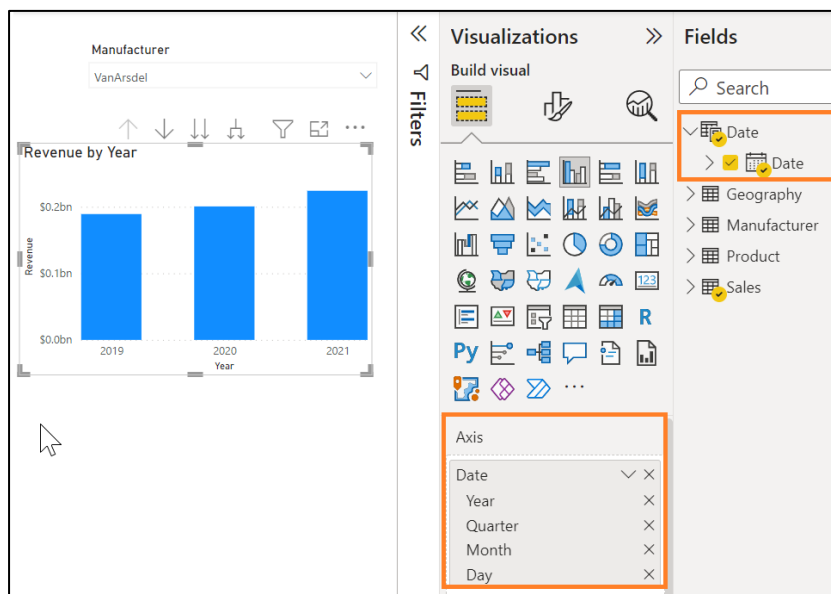 Manufacturer
VanArsdel
Revenue by Year
Revenue
$0.2bn
$0.1bn
$0.0bn
2019 2020 2021
Year
Filters
Visualizations
Build visual
123
R
Py
Axis
Date
Year
Quarter
Month
Day
Fields
Search
Date
Date
Geography
Manufacturer
Product
Sales